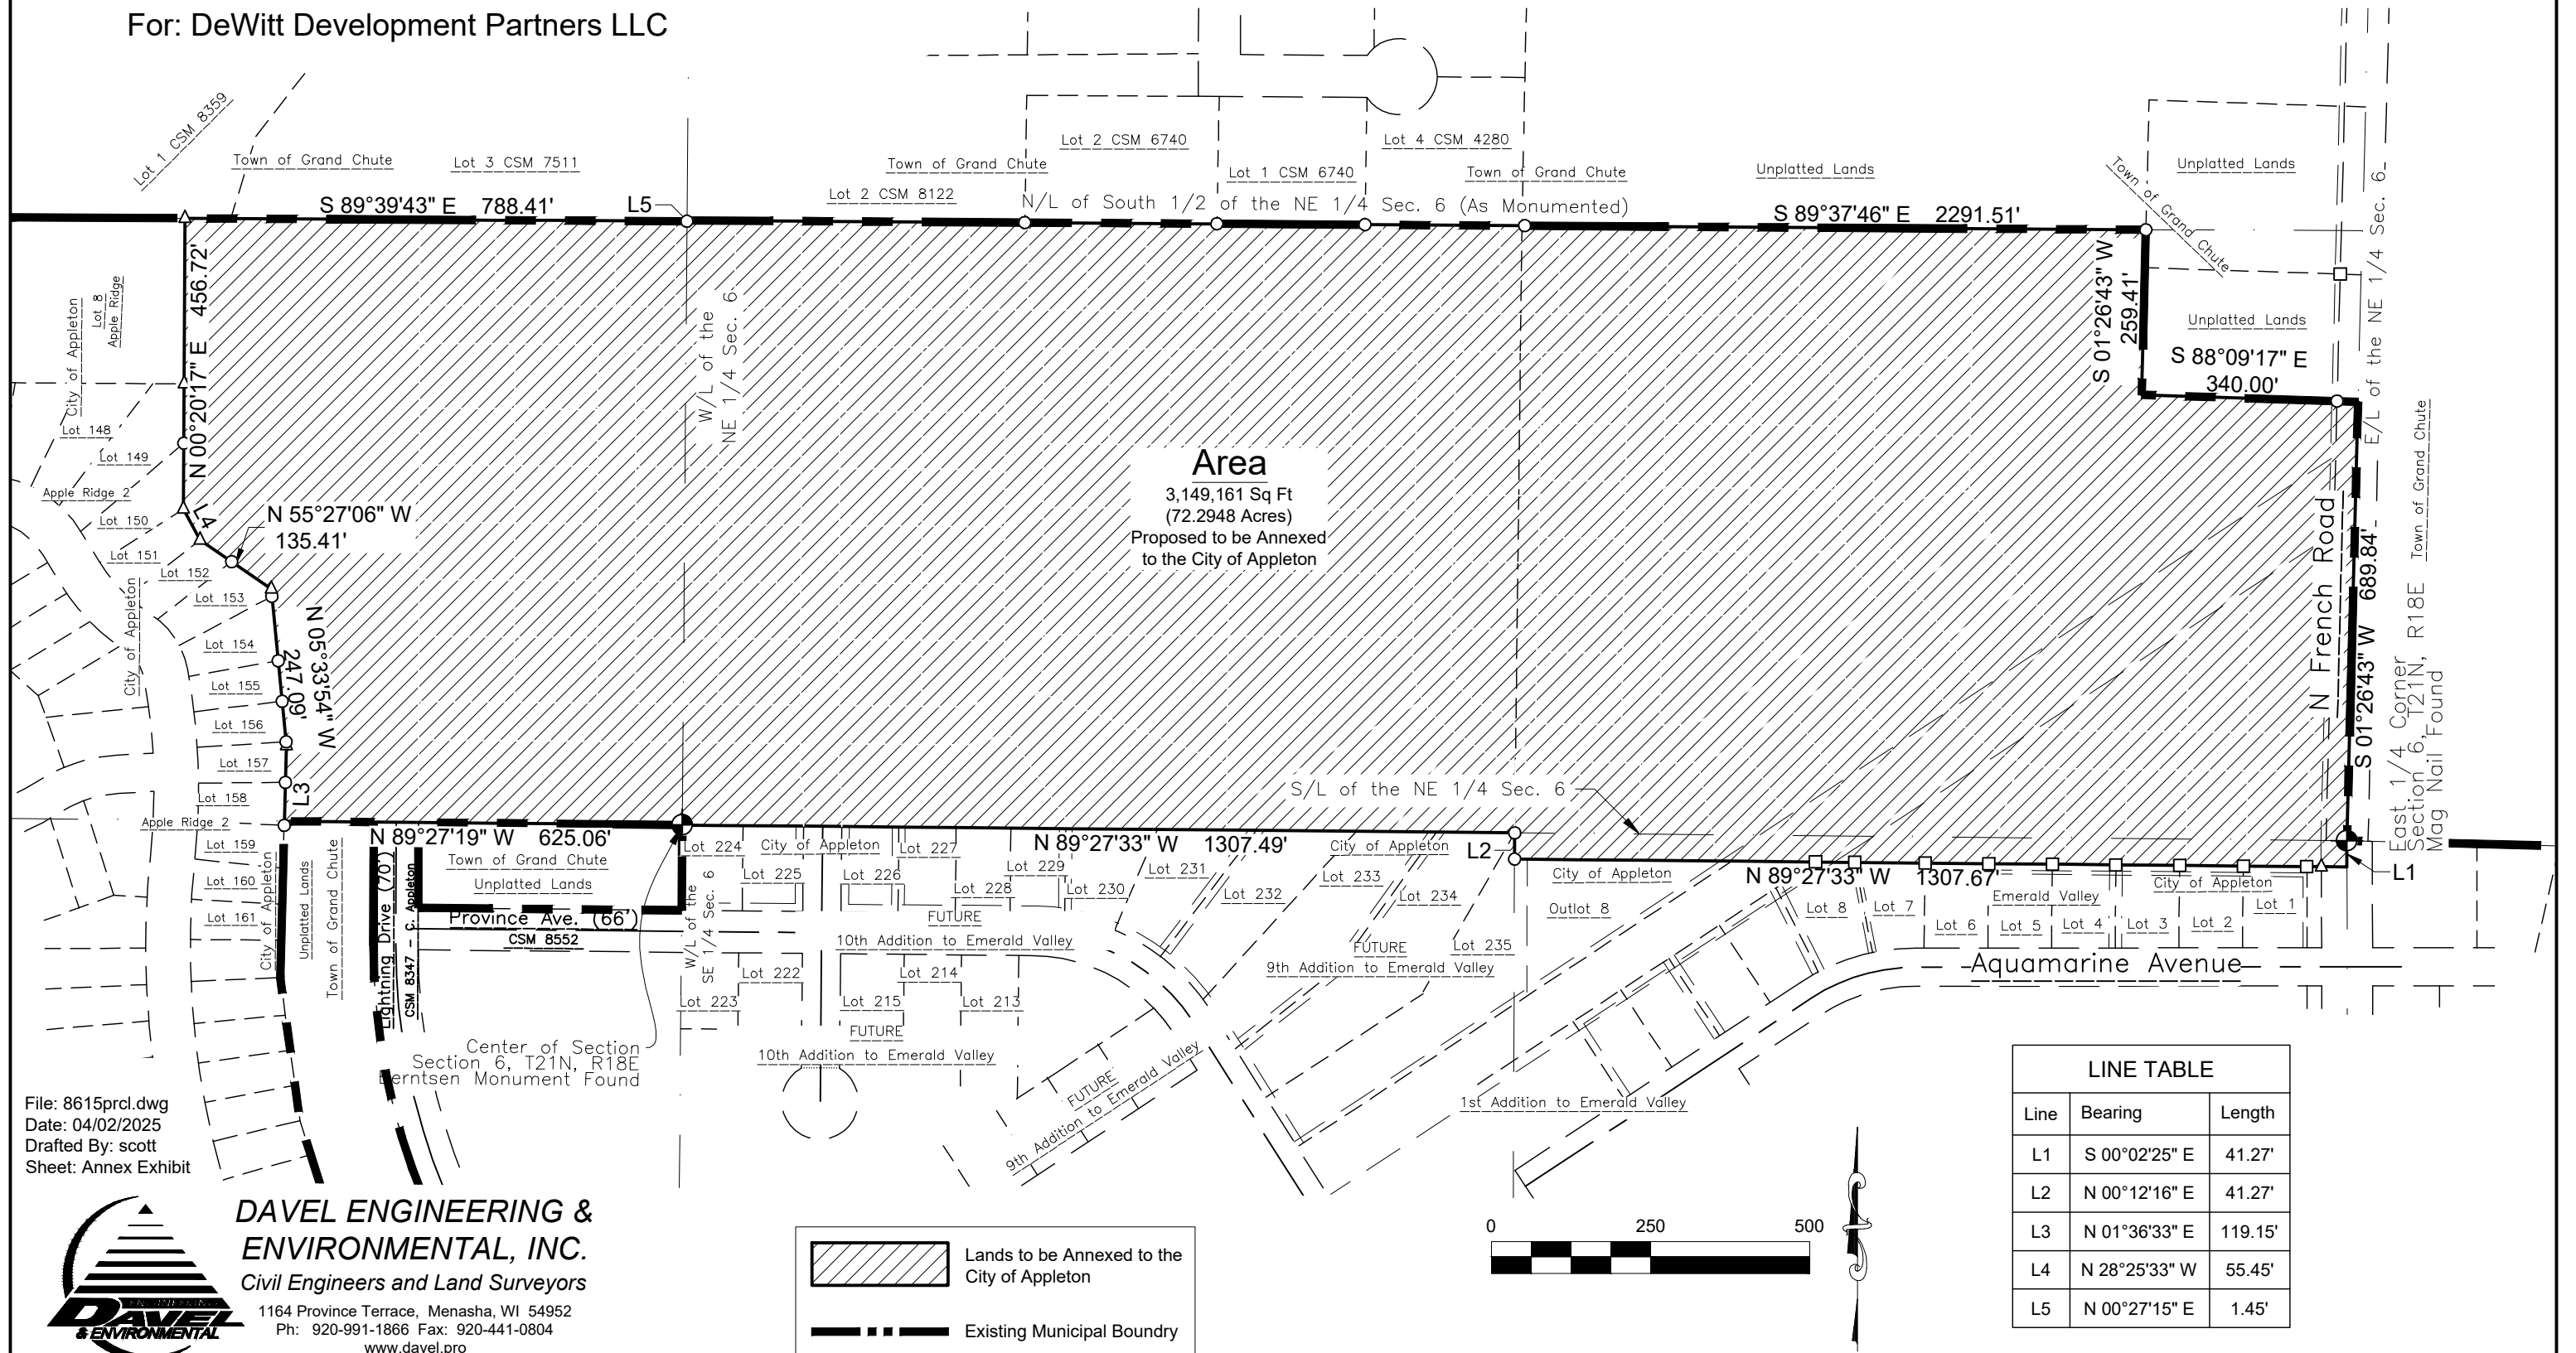 For: DeWitt Development Partners LLC
Lot 1 CSM 8359
Town of Grand Chute
Lot 3 CSM 7511
Town of Grand Chute
Lot 2 CSM 8122
Lot 2 CSM 6740
Lot 1 CSM 6740
Lot 4 CSM 4280
Town of Grand Chute
Unplatted Lands
Town of Grand Chute
Unplatted Lands
S 89°39'43" E 788.41'
L5
N/L of South 1/2 of the NE 1/4 Sec. 6 (As Monumented)
S 89°37'46" E 2291.51'
S 01°26'43" W
259.41'
Unplatted Lands
S 88°09'17" E
340.00'
E/L of the NE 1/4 Sec. 6
Town of Grand Chute
N 00°20'17" E 456.72'
City of Appleton
Lot 8
Apple Ridge
W/L of the
NE 1/4 Sec. 6
Lot 148
Lot 149
Apple Ridge 2
Lot 150
L4
N 55°27'06" W
135.41'
Lot 151
Lot 152
Lot 153
City of Appleton
Lot 154
Lot 155
Lot 156
Lot 157
Lot 158
N 05°33'54" W
247.09'
L3
Area
3,149,161 Sq Ft
(72.2948 Acres)
Proposed to be Annexed
to the City of Appleton
N French Road
S 01°26'43" W 689.84'
East 1/4 Corner
Section 6, T21N, R18E
Mag Nail Found
S/L of the NE 1/4 Sec. 6
L1
L2
Apple Ridge 2
N 89°27'19" W 625.06'
N 89°27'33" W 1307.49'
N 89°27'33" W 1307.67'
Lot 159
Lot 160
Lot 161
City of Appleton
Unplatted Lands
Town of Grand Chute
Lightning Drive (70')
CSM 8347 - C. Appleton
Town of Grand Chute
Unplatted Lands
Province Ave. (66')
CSM 8552
W/L of the
SE 1/4 Sec. 6
Lot 224
City of Appleton
Lot 227
Lot 225
Lot 226
Lot 229
Lot 228
Lot 230
Lot 231
Lot 232
City of Appleton
Lot 233
Lot 234
Lot 235
FUTURE
10th Addition to Emerald Valley
FUTURE
9th Addition to Emerald Valley
City of Appleton
Outlot 8
Lot 8
Lot 7
Emerald Valley
Lot 6
Lot 5
Lot 4
Lot 3
Lot 2
City of Appleton
Lot 1
Aquamarine Avenue
Lot 222
Lot 223
Lot 214
Lot 215
Lot 213
FUTURE
10th Addition to Emerald Valley
FUTURE
9th Addition to Emerald Valley
1st Addition to Emerald Valley
Center of Section
Section 6, T21N, R18E
Berntsen Monument Found
File: 8615prcl.dwg
Date: 04/02/2025
Drafted By: scott
Sheet: Annex Exhibit
ENGINEERING
DAVEL
& ENVIRONMENTAL
DAVEL ENGINEERING &
ENVIRONMENTAL, INC.
Civil Engineers and Land Surveyors
1164 Province Terrace, Menasha, WI 54952
Ph: 920-991-1866 Fax: 920-441-0804
www.davel.pro
Lands to be Annexed to the
City of Appleton
Existing Municipal Boundry
0 250 500
LINE TABLE
Line Bearing Length
L1 S 00°02'25" E 41.27'
L2 N 00°12'16" E 41.27'
L3 N 01°36'33" E 119.15'
L4 N 28°25'33" W 55.45'
L5 N 00°27'15" E 1.45'